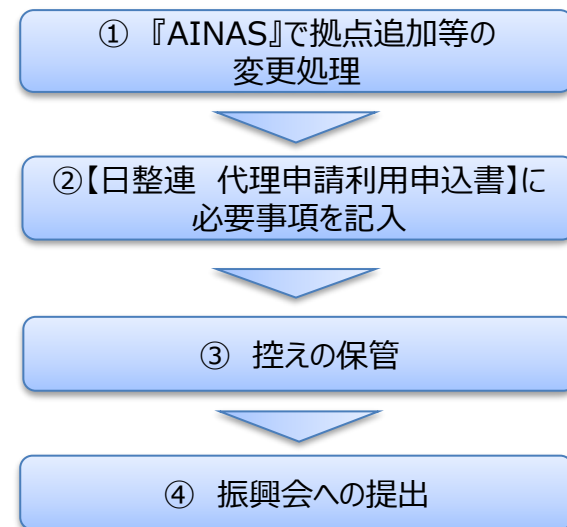 ① 『AINAS』で拠点追加等の
変更処理
②【日整連　代理申請利用申込書】に
必要事項を記入
③　控えの保管
④　振興会への提出